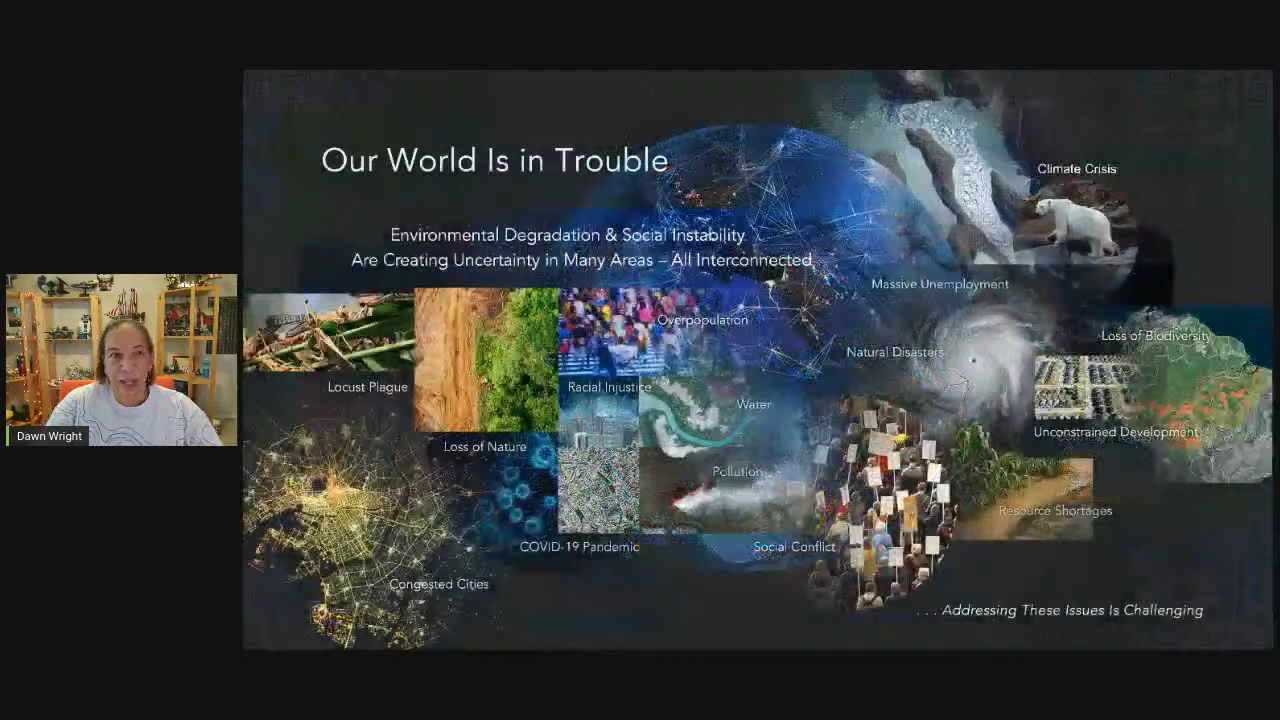 Our World Is in Trouble
Climate Crisis
Environmental Degradation & Social Instability
Are Creating Uncertainty in Many Areas – All Interconnected
Massive Unemployment
Overpopulation
Loss of Biodiversity
Natural Disasters
Locust Plague
Racial Injustice
Water
Unconstrained Development
Dawn Wright
Loss of Nature
Pollution
Resource Shortages
COVID-19 Pandemic
Social Conflict
Congested Cities
. . . Addressing These Issues Is Challenging